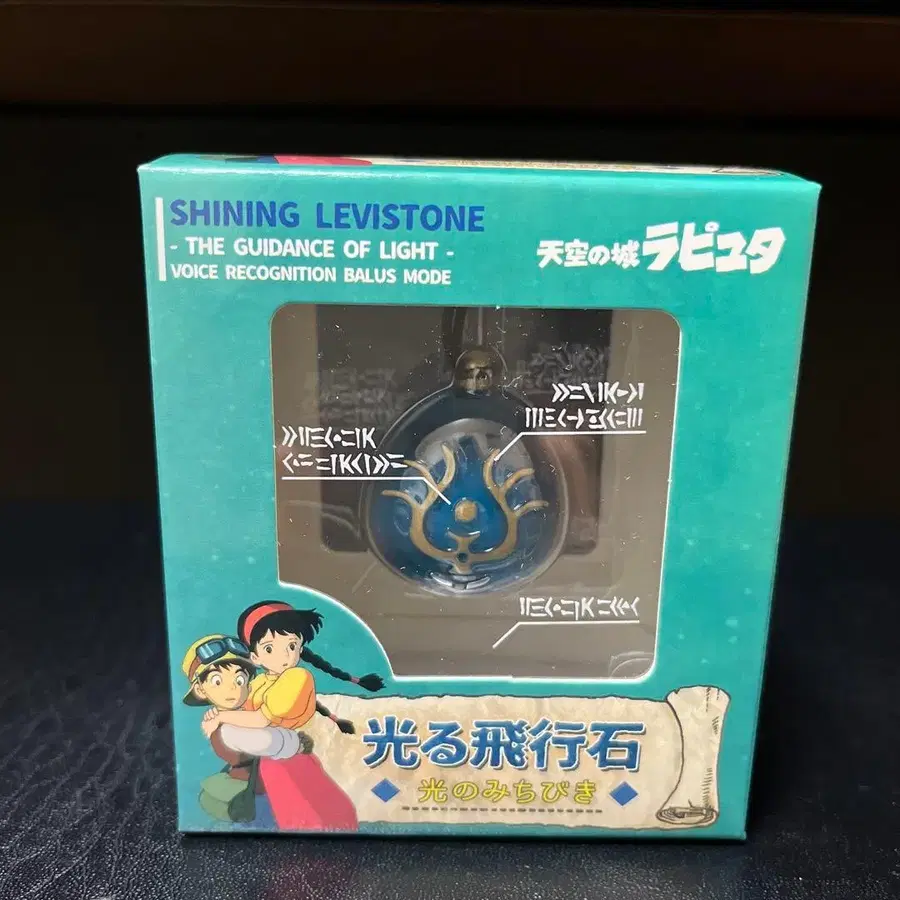 SHINING LEVISTONE
- THE GUIDANCE OF LIGHT -
VOICE RECOGNITION BALUS MODE
天空の城ラピュタ
光る飛行石
光のみちびき